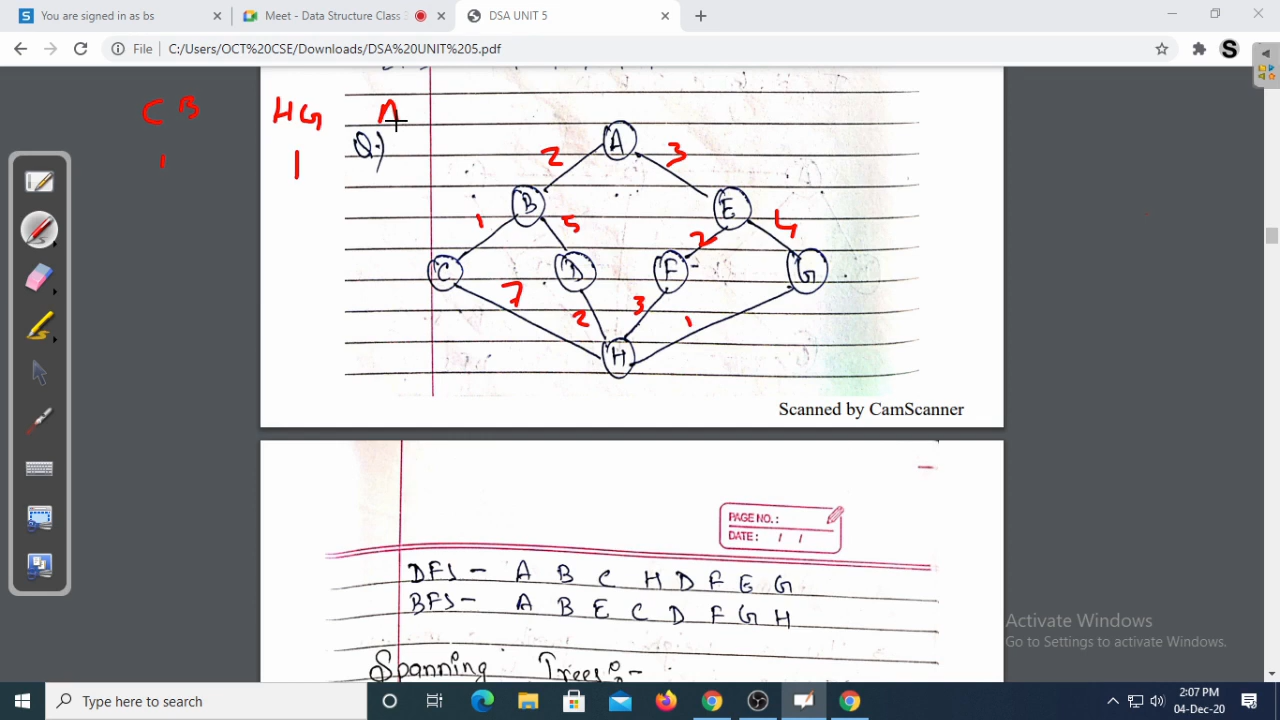 You are signed in as bs
Meet - Data Structure Class
DSA UNIT 5
File
C:/Users/OCT%20CSE/Downloads/DSA%20UNIT%205.pdf
S
C B HG A
1 1
Q:)
A
2 3
B E
1 5 2 4
C D F G
7 2 3 1
H
Scanned by CamScanner
PAGE NO.:
DATE: / /
DFS - A B C H D F E G
BFS - A B E C D F G H
Spanning Trees:-
Activate Windows
Go to Settings to activate Windows.
Type here to search
2:07 PM
04-Dec-20